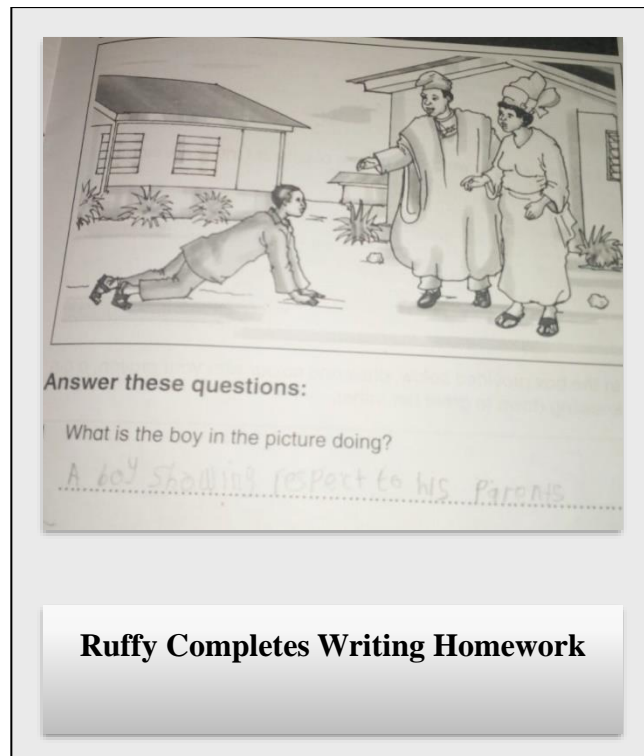 Answer these questions:
What is the boy in the picture doing?
A boy showing respect to his parents
Ruffy Completes Writing Homework